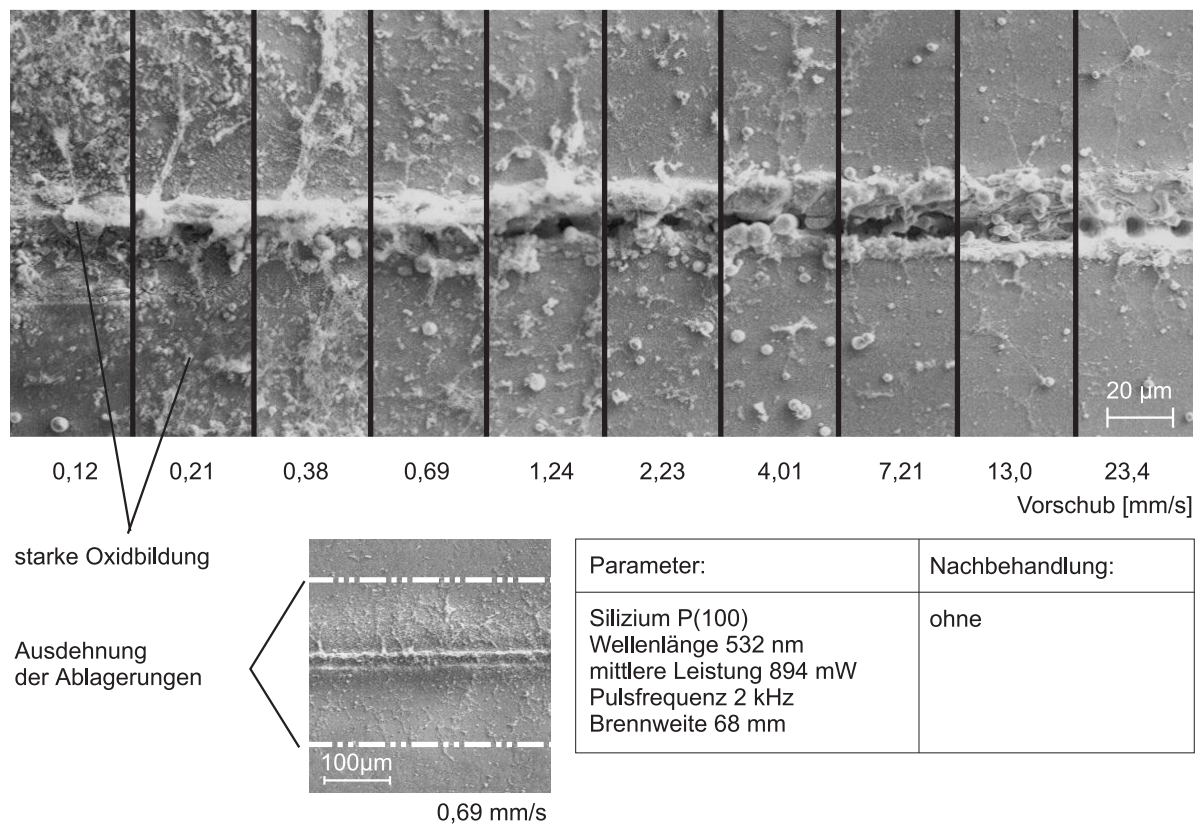 20 µm
0,12 0,21 0,38 0,69 1,24 2,23 4,01 7,21 13,0 23,4
Vorschub [mm/s]
starke Oxidbildung
Ausdehnung
der Ablagerungen
100µm
0,69 mm/s
Parameter: Nachbehandlung:
Silizium P(100) ohne
Wellenlänge 532 nm
mittlere Leistung 894 mW
Pulsfrequenz 2 kHz
Brennweite 68 mm